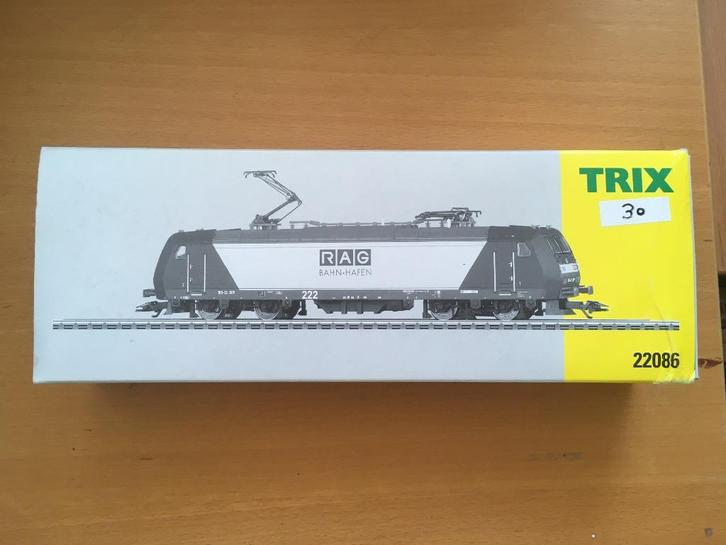 TRIX
30
RAG
BAHN+HAFEN
222
22086